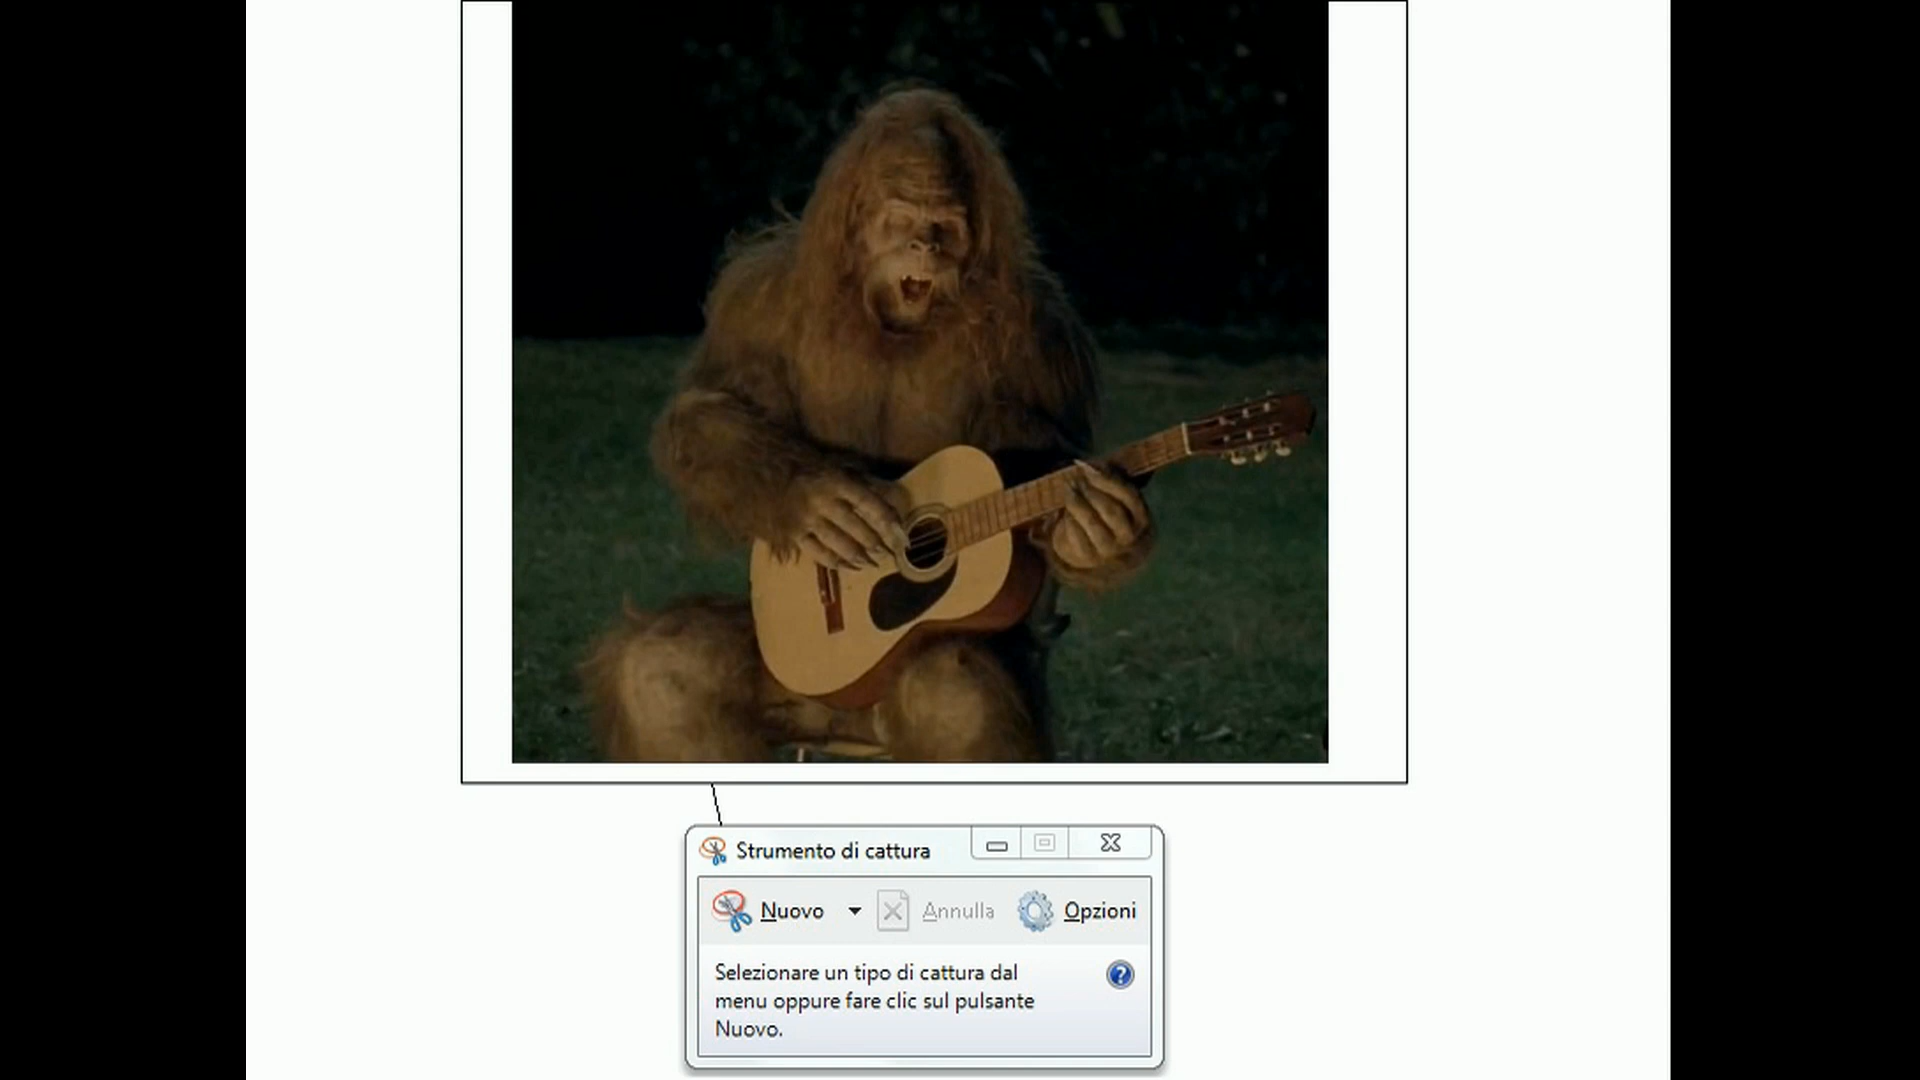 Strumento di cattura
Nuovo Annulla Opzioni
Selezionare un tipo di cattura dal
menu oppure fare clic sul pulsante
Nuovo.